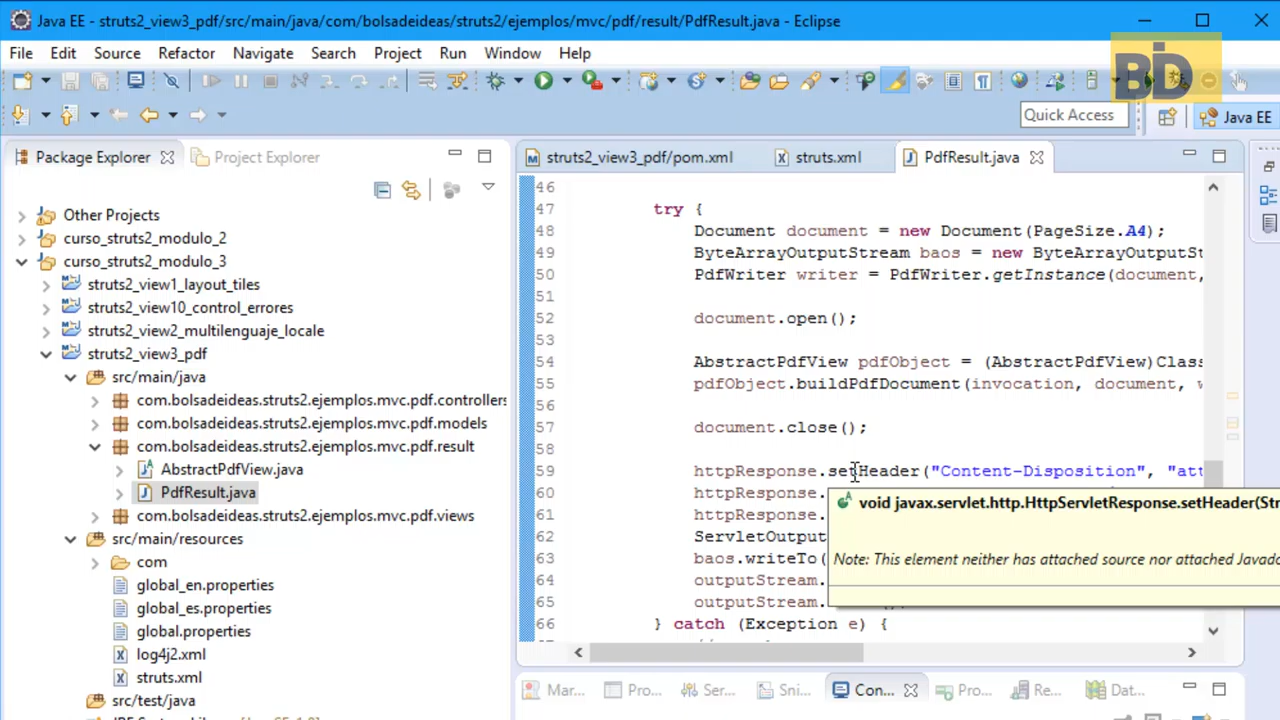 Java EE - struts2_view3_pdf/src/main/java/com/bolsadeideas/struts2/ejemplos/mvc/pdf/result/PdfResult.java - Eclipse
File Edit Source Refactor Navigate Search Project Run Window Help
BD
Quick Access
Java EE
Package Explorer
Project Explorer
struts2_view3_pdf/pom.xml
struts.xml
PdfResult.java
Other Projects
curso_struts2_modulo_2
curso_struts2_modulo_3
struts2_view1_layout_tiles
struts2_view10_control_errores
struts2_view2_multilenguaje_locale
struts2_view3_pdf
src/main/java
com.bolsadeideas.struts2.ejemplos.mvc.pdf.controllers
com.bolsadeideas.struts2.ejemplos.mvc.pdf.models
com.bolsadeideas.struts2.ejemplos.mvc.pdf.result
AbstractPdfView.java
PdfResult.java
com.bolsadeideas.struts2.ejemplos.mvc.pdf.views
src/main/resources
com
global_en.properties
global_es.properties
global.properties
log4j2.xml
struts.xml
src/test/java
46
47 try {
48 Document document = new Document(PageSize.A4);
49 ByteArrayOutputStream baos = new ByteArrayOutputSt
50 PdfWriter writer = PdfWriter.getInstance(document,
51
52 document.open();
53
54 AbstractPdfView pdfObject = (AbstractPdfView)Class
55 pdfObject.buildPdfDocument(invocation, document, w
56
57 document.close();
58
59 httpResponse.setHeader("Content-Disposition", "att
60 httpResponse.
61 httpResponse.
62 ServletOutput
63 baos.writeTo(
64 outputStream.
65 outputStream.
66 } catch (Exception e) {
void javax.servlet.http.HttpServletResponse.setHeader(Str
Note: This element neither has attached source nor attached Javado
Mar... Pro... Ser... Sni... Con... Pro... Re... Dat...